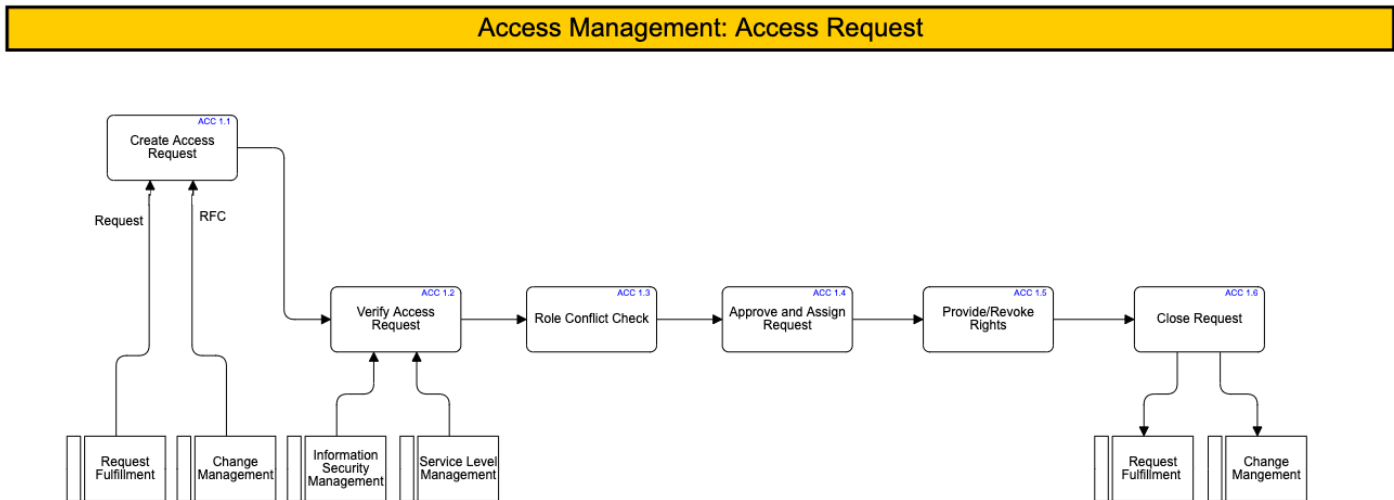 Access Management: Access Request
ACC 1.1
Create Access
Request
Request
RFC
ACC 1.2
Verify Access
Request
ACC 1.3
Role Conflict Check
ACC 1.4
Approve and Assign
Request
ACC 1.5
Provide/Revoke
Rights
ACC 1.6
Close Request
Request
Fulfillment
Change
Management
Information
Security
Management
Service Level
Management
Request
Fulfillment
Change
Mangement